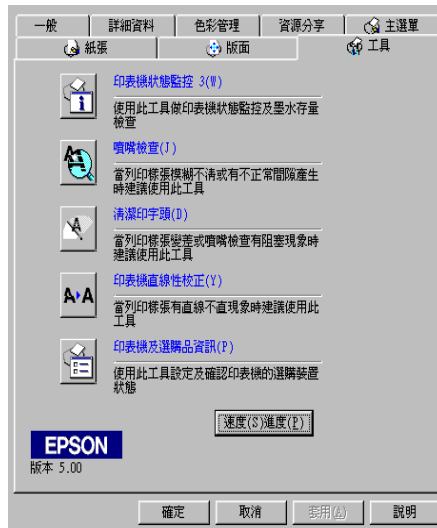 一般 詳細資料 色彩管理 資源分享 主選單
紙張 版面 工具
印表機狀態監控 3(W)
使用此工具做印表機狀態監控及墨水存量
檢查
噴嘴檢查(J)
當列印樣張模糊不清或有不正常間隙產生
時建議使用此工具
清潔印字頭(D)
當列印樣張變差或噴嘴檢查有阻塞現象時
建議使用此工具
印表機直線性校正(Y)
當列印樣張有直線不直現象時建議使用此
工具
印表機及選購品資訊(P)
使用此工具設定及確認印表機的選購裝置
狀態
速度(S)進度(P)
EPSON
版本 5.00
確定 取消 套用(A) 說明